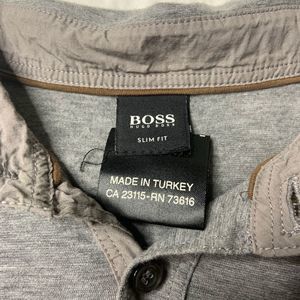 BOSS
HUGO BOSS
SLIM FIT
MADE IN TURKEY
CA 23115-RN 73616